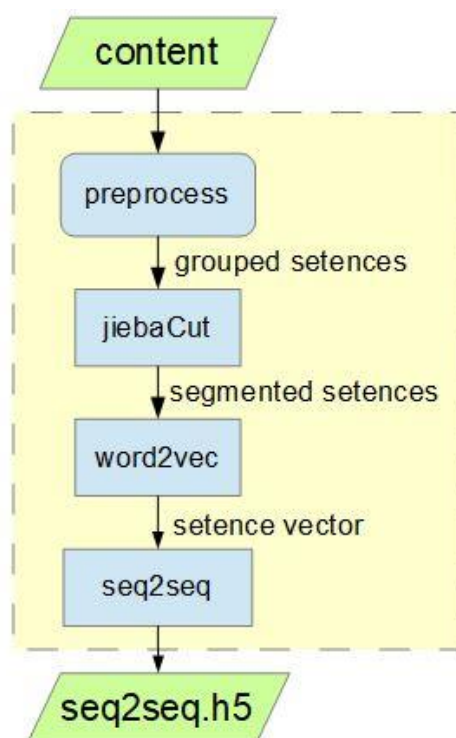 content
preprocess
grouped setences
jiebaCut
segmented setences
word2vec
setence vector
seq2seq
seq2seq.h5